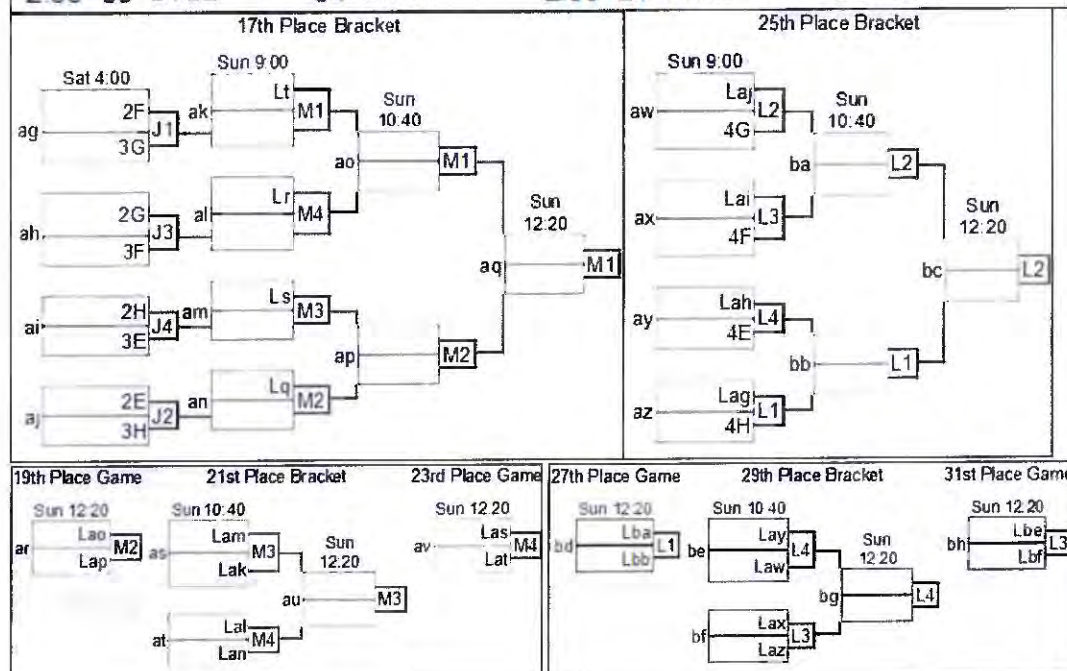 17th Place Bracket
Sat 4:00
Sun 9:00
Sun
10:40
Sun
12:20
ag
2F
3G
J1
ak
Lt
M1
ao
M1
ah
2G
3F
J3
al
Lr
M4
aq
M1
ai
2H
3E
J4
am
Ls
M3
ap
M2
aj
2E
3H
J2
an
Lq
M2
25th Place Bracket
Sun 9:00
Sun
10:40
Sun
12:20
aw
Laj
4G
L2
ba
L2
ax
Lai
4F
L3
bc
L2
ay
Lah
4E
L4
bb
L1
az
Lag
4H
L1
19th Place Game
Sun 12:20
ar
Lao
Lap
M2
21st Place Bracket
Sun 10:40
Sun
12:20
as
Lam
Lak
M3
au
M3
at
Lal
Lan
M4
23rd Place Game
Sun 12:20
av
Las
Lat
M4
27th Place Game
Sun 12:20
bd
Lba
Lbb
L1
29th Place Bracket
Sun 10:40
Sun
12:20
be
Lay
Law
L4
bg
L4
bf
Lax
Laz
L3
31st Place Game
Sun 12:20
bh
Lbe
Lbf
L3